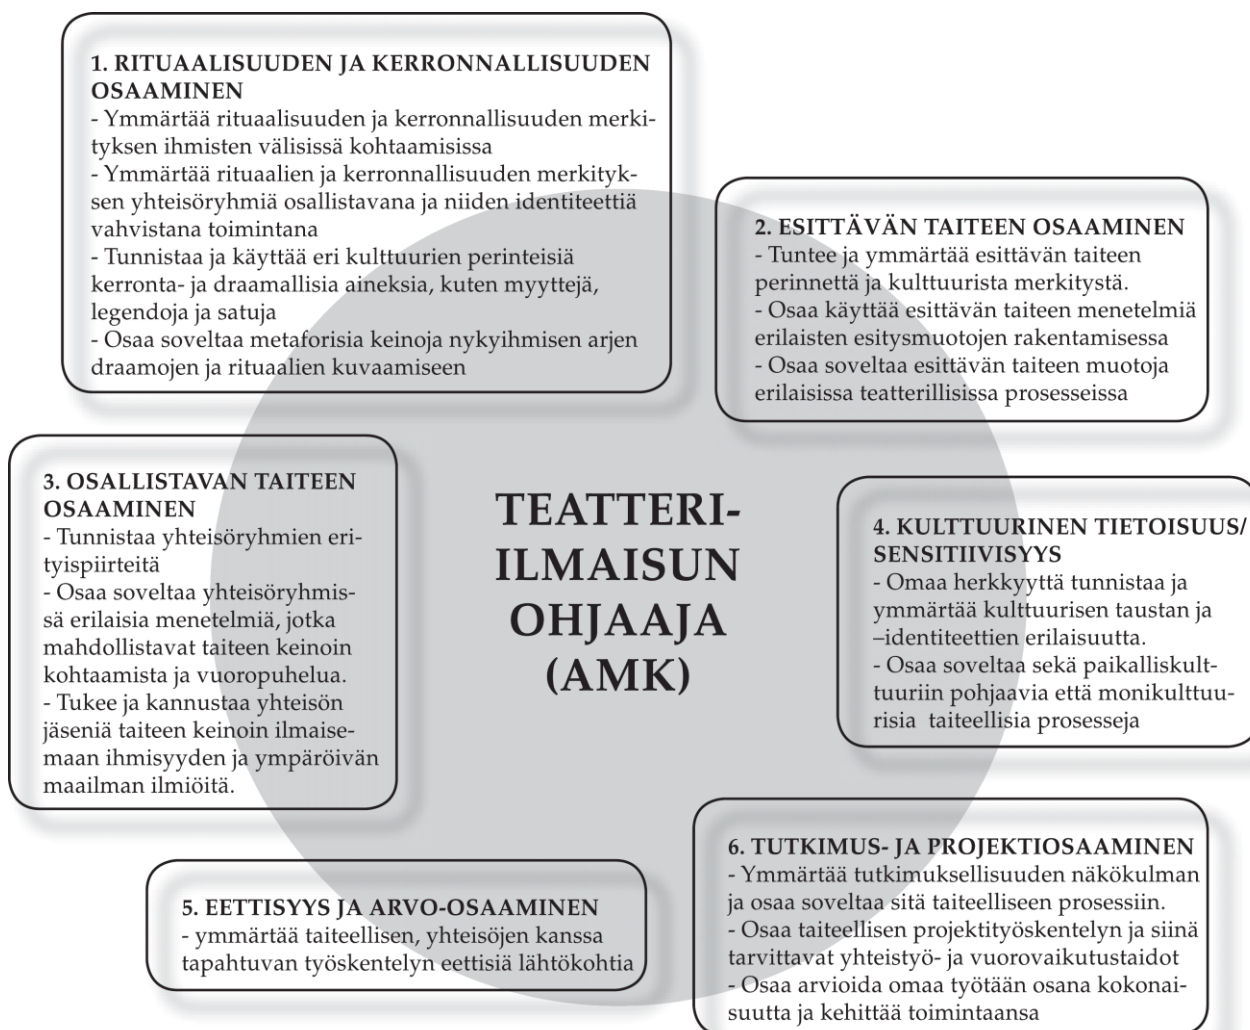 1. RITUAALISUUDEN JA KERRONNALLISUUDEN
OSAAMINEN
- Ymmärtää rituaalisuuden ja kerronnallisuuden merki-
tyksen ihmisten välisissä kohtaamisissa
- Ymmärtää rituaalien ja kerronnallisuuden merkityk-
sen yhteisöryhmiä osallistavana ja niiden identiteettiä
vahvistana toimintana
- Tunnistaa ja käyttää eri kulttuurien perinteisiä
kerronta- ja draamallisia aineksia, kuten myyttejä,
legendoja ja satuja
- Osaa soveltaa metaforisia keinoja nykyihmisen arjen
draamojen ja rituaalien kuvaamiseen
2. ESITTÄVÄN TAITEEN OSAAMINEN
- Tuntee ja ymmärtää esittävän taiteen
perinnettä ja kulttuurista merkitystä.
- Osaa käyttää esittävän taiteen menetelmiä
erilaisten esitysmuotojen rakentamisessa
- Osaa soveltaa esittävän taiteen muotoja
erilaisissa teatterillisissa prosesseissa
3. OSALLISTAVAN TAITEEN
OSAAMINEN
- Tunnistaa yhteisöryhmien eri-
tyispiirteitä
- Osaa soveltaa yhteisöryhmis-
sä erilaisia menetelmiä, jotka
mahdollistavat taiteen keinoin
kohtaamista ja vuoropuhelua.
- Tukee ja kannustaa yhteisön
jäseniä taiteen keinoin ilmaise-
maan ihmisyyden ja ympäröivän
maailman ilmiöitä.
TEATTERI-
ILMAISUN
OHJAAJA
(AMK)
4. KULTTUURINEN TIETOISUUS/
SENSITIIVISYYS
- Omaa herkkyyttä tunnistaa ja
ymmärtää kulttuurisen taustan ja
–identiteettien erilaisuutta.
- Osaa soveltaa sekä paikalliskult-
tuuriin pohjaavia että monikulttuu-
risia taiteellisia prosesseja
5. EETTISYYS JA ARVO-OSAAMINEN
- ymmärtää taiteellisen, yhteisöjen kanssa
tapahtuvan työskentelyn eettisiä lähtökohtia
6. TUTKIMUS- JA PROJEKTIOSAAMINEN
- Ymmärtää tutkimuksellisuuden näkökulman
ja osaa soveltaa sitä taiteelliseen prosessiin.
- Osaa taiteellisen projektityöskentelyn ja siinä
tarvittavat yhteistyö- ja vuorovaikutustaidot
- Osaa arvioida omaa työtään osana kokonai-
suutta ja kehittää toimintaansa